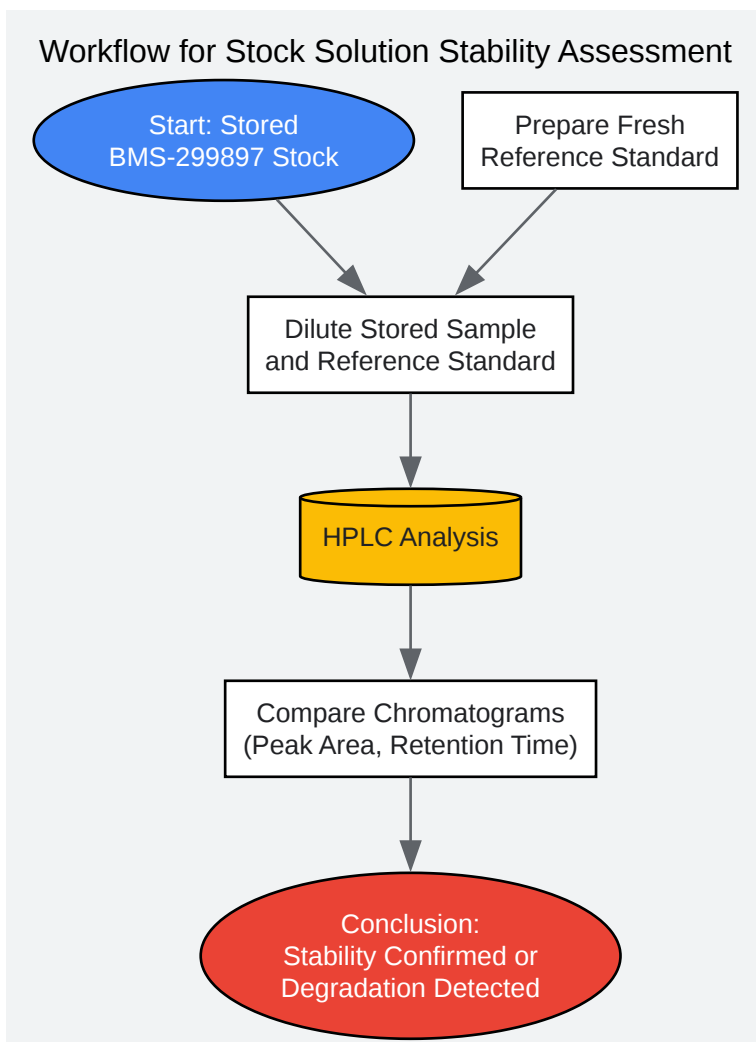 Workflow for Stock Solution Stability Assessment
Start: Stored
BMS-299897 Stock
Prepare Fresh
Reference Standard
Dilute Stored Sample
and Reference Standard
HPLC Analysis
Compare Chromatograms
(Peak Area, Retention Time)
Conclusion:
Stability Confirmed or
Degradation Detected